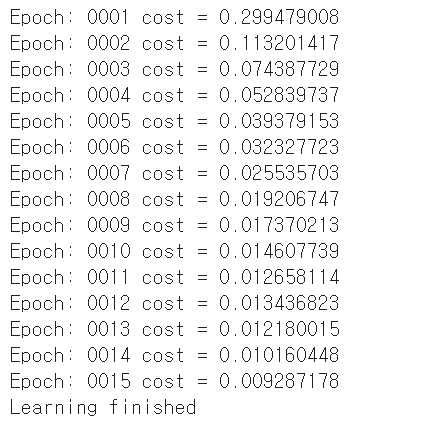 Epoch: 0001 cost = 0.299479008
Epoch: 0002 cost = 0.113201417
Epoch: 0003 cost = 0.074387729
Epoch: 0004 cost = 0.052839737
Epoch: 0005 cost = 0.039379153
Epoch: 0006 cost = 0.032327723
Epoch: 0007 cost = 0.025535703
Epoch: 0008 cost = 0.019206747
Epoch: 0009 cost = 0.017370213
Epoch: 0010 cost = 0.014607739
Epoch: 0011 cost = 0.012658114
Epoch: 0012 cost = 0.013436823
Epoch: 0013 cost = 0.012180015
Epoch: 0014 cost = 0.010160448
Epoch: 0015 cost = 0.009287178
Learning finished